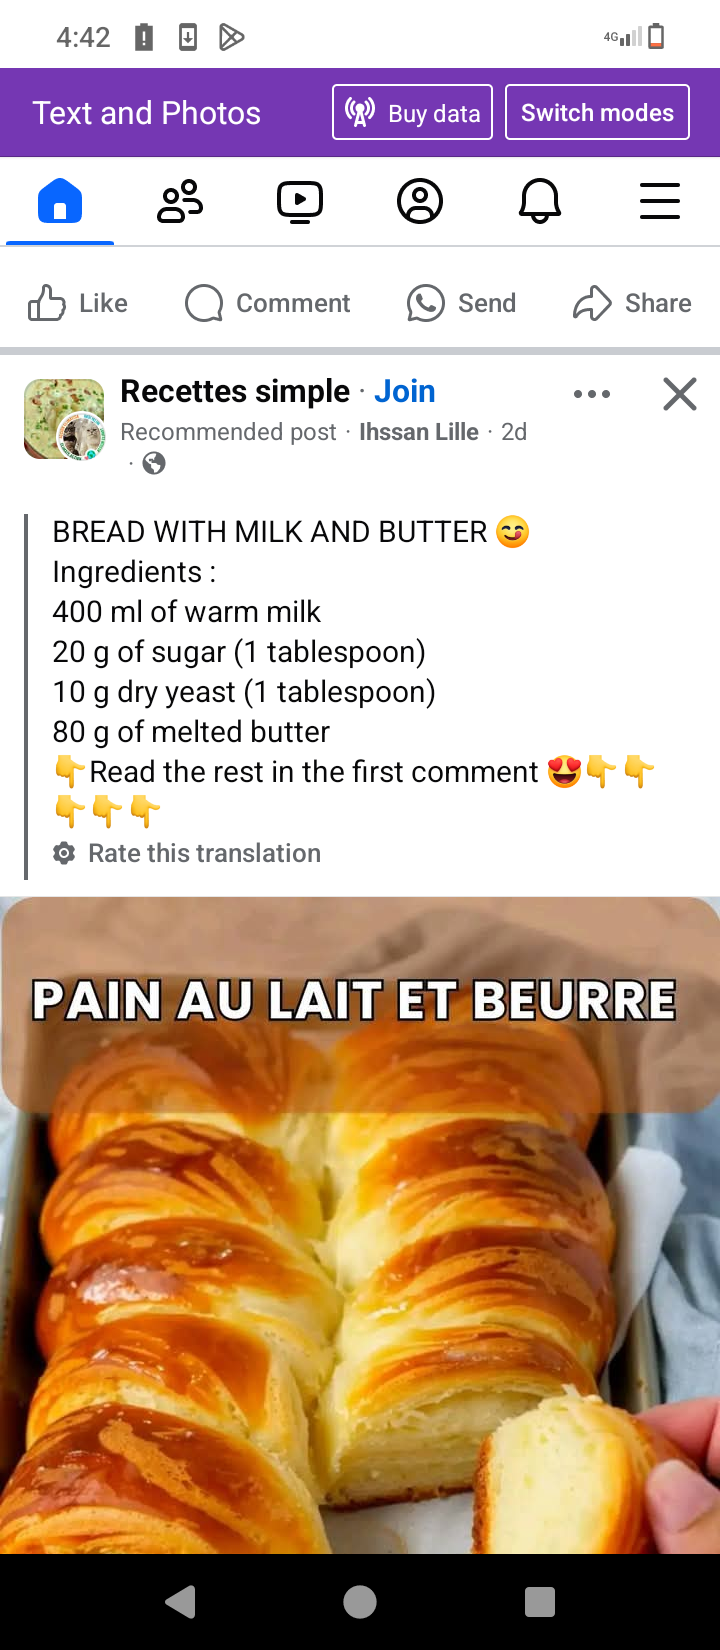 4:42
4G
Text and Photos
Buy data
Switch modes
Like
Comment
Send
Share
Recettes simple · Join
Recommended post · Ihssan Lille · 2d
·
BREAD WITH MILK AND BUTTER 😋
Ingredients :
400 ml of warm milk
20 g of sugar (1 tablespoon)
10 g dry yeast (1 tablespoon)
80 g of melted butter
👇Read the rest in the first comment 😍👇👇
👇👇👇
Rate this translation
PAIN AU LAIT ET BEURRE